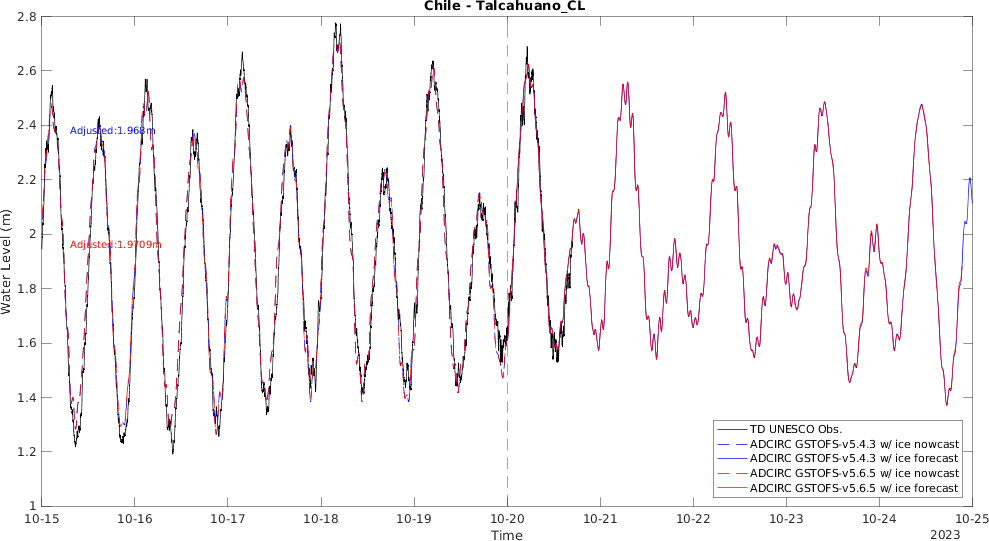 Chile - Talcahuano_CL
2.8
2.6
2.4
2.2
2
1.8
1.6
1.4
1.2
1
Water Level (m)
Adjusted:1.968m
Adjusted:1.9709m
TD UNESCO Obs.
ADCIRC GSTOFS-v5.4.3 w/ ice nowcast
ADCIRC GSTOFS-v5.4.3 w/ ice forecast
ADCIRC GSTOFS-v5.6.5 w/ ice nowcast
ADCIRC GSTOFS-v5.6.5 w/ ice forecast
10-15 10-16 10-17 10-18 10-19 10-20 10-21 10-22 10-23 10-24 10-25
Time
2023